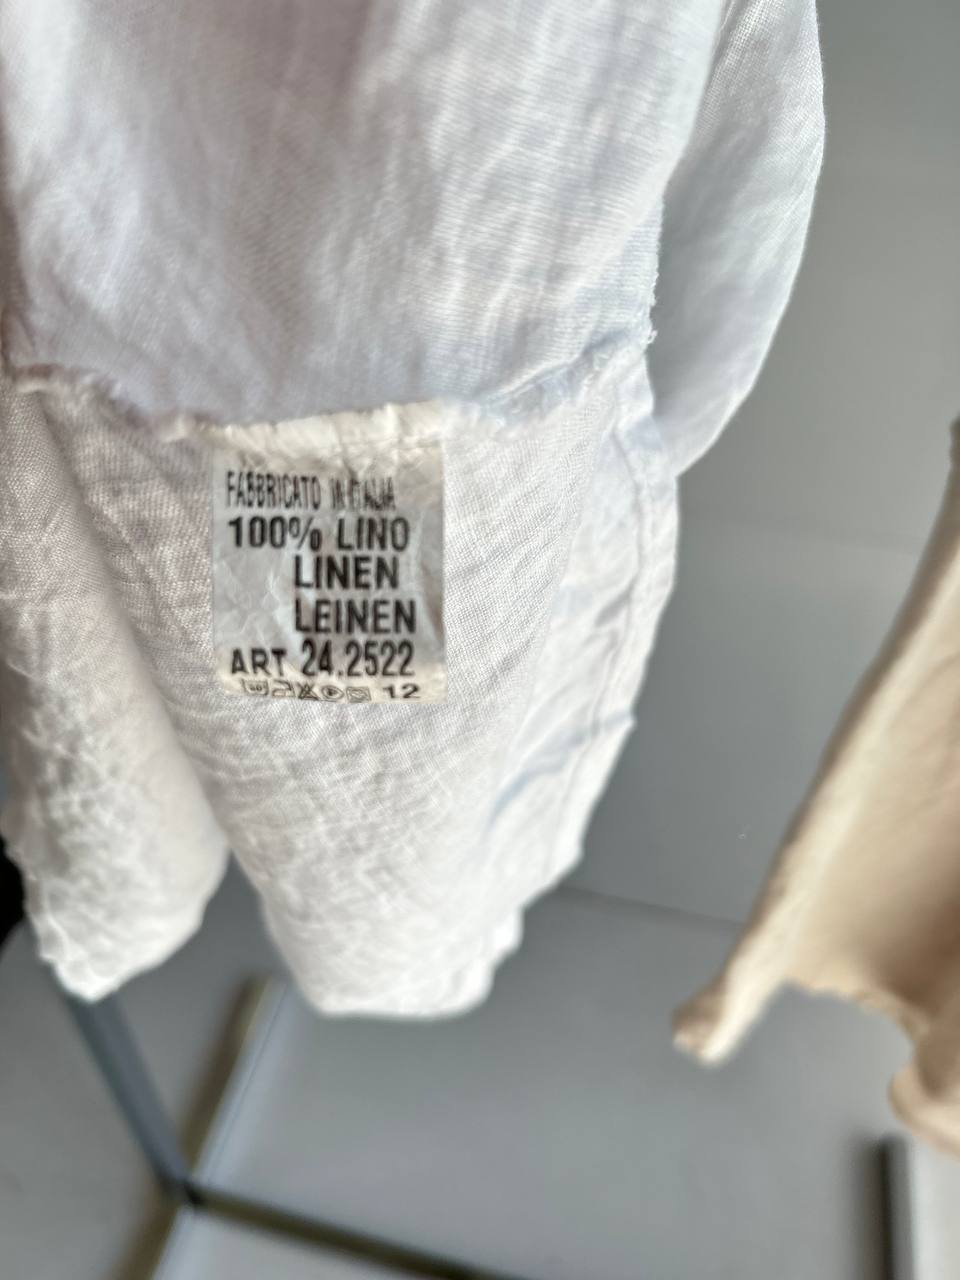 FABBRICATO IN ITALIA
100% LINO
LINEN
LEINEN
ART 24.2522
12